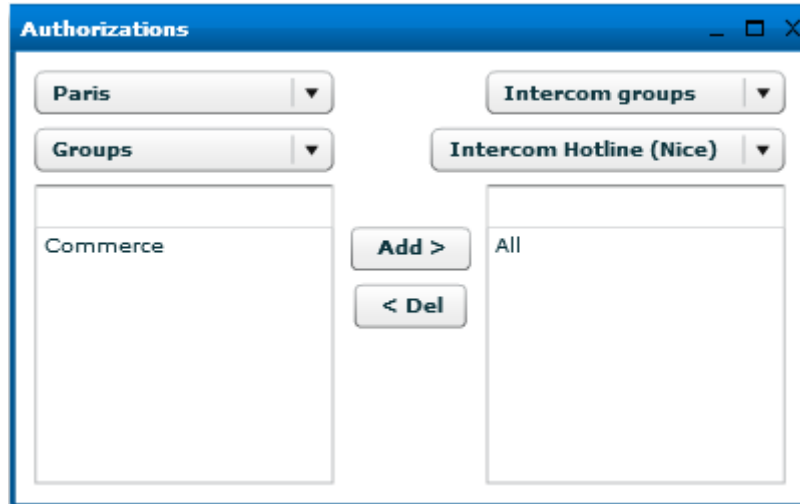 Authorizations
Paris
Intercom groups
Groups
Intercom Hotline (Nice)
Commerce
Add >
All
< Del